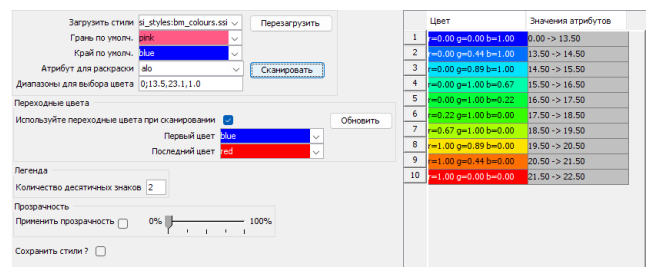 Загрузить стили si_styles:bm_colours.ssi Перезагрузить
Грань по умолч. pink
Край по умолч. blue
Атрибут для раскраски alo Сканировать
Диапазоны для выбора цвета 0;13.5,23.1,1.0
Переходные цвета
Используйте переходные цвета при сканировании Обновить
Первый цвет blue
Последний цвет red
Легенда
Количество десятичных знаков 2
Прозрачность
Применить прозрачность 0% 100%
Сохранить стили ?
Цвет Значения атрибутов
1 r=0.00 g=0.00 b=1.00 0.00 -> 13.50
2 r=0.00 g=0.44 b=1.00 13.50 -> 14.50
3 r=0.00 g=0.89 b=1.00 14.50 -> 15.50
4 r=0.00 g=1.00 b=0.67 15.50 -> 16.50
5 r=0.00 g=1.00 b=0.22 16.50 -> 17.50
6 r=0.22 g=1.00 b=0.00 17.50 -> 18.50
7 r=0.67 g=1.00 b=0.00 18.50 -> 19.50
8 r=1.00 g=0.89 b=0.00 19.50 -> 20.50
9 r=1.00 g=0.44 b=0.00 20.50 -> 21.50
10 r=1.00 g=0.00 b=0.00 21.50 -> 22.50